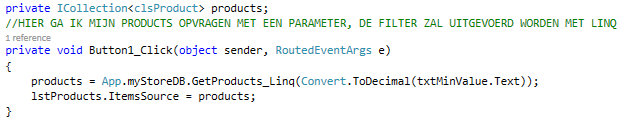 private ICollection<clsProduct> products;
//HIER GA IK MIJN PRODUCTS OPVRAGEN MET EEN PARAMETER, DE FILTER ZAL UITGEVOERD WORDEN MET LINQ
1 reference
private void Button1_Click(object sender, RoutedEventArgs e)
{
    products = App.myStoreDB.GetProducts_Linq(Convert.ToDecimal(txtMinValue.Text));
    lstProducts.ItemsSource = products;
}